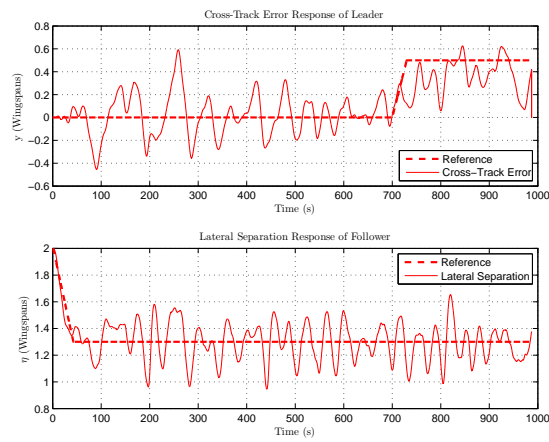 Cross-Track Error Response of Leader
0.8
0.6
0.4
0.2
0
−0.2
−0.4
−0.6
y (Wingspans)
0 100 200 300 400 500 600 700 800 900 1000
Time (s)
Reference
Cross−Track Error
Lateral Separation Response of Follower
2
1.8
1.6
1.4
1.2
1
0.8
η (Wingspans)
0 100 200 300 400 500 600 700 800 900 1000
Time (s)
Reference
Lateral Separation